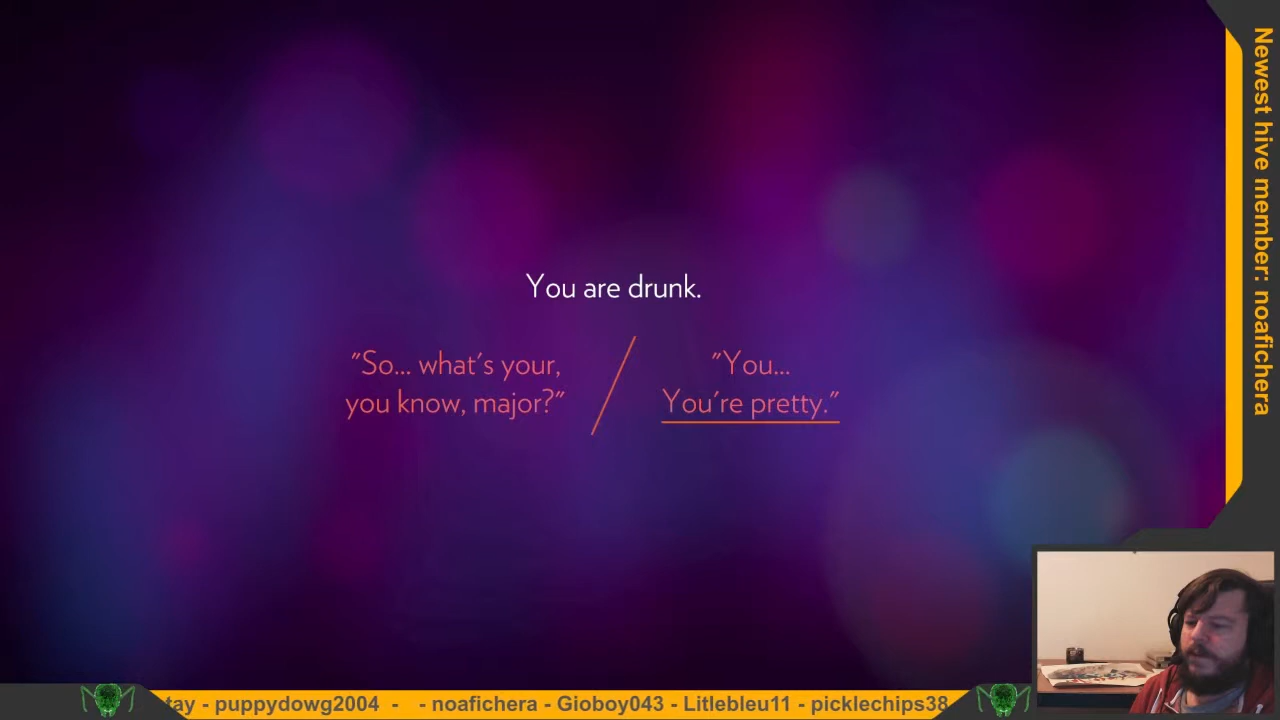 You are drunk.
"So... what's your,
you know, major?"
"You...
You're pretty."
Newest hive member: noafichera
tay - puppydowg2004 - - noafichera - Gioboy043 - Litlebleu11 - picklechips38